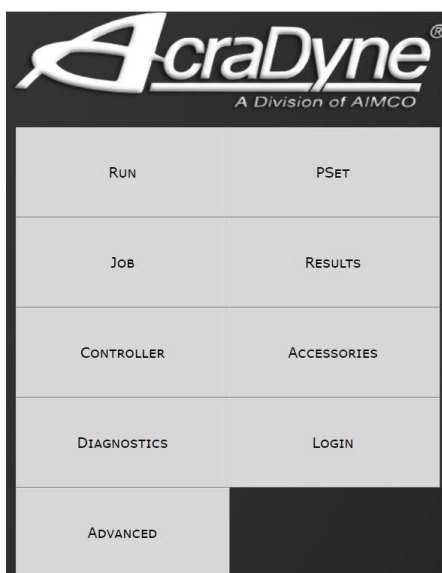 AcraDyne®
A Division of AIMCO
Run PSet
Job Results
Controller Accessories
Diagnostics Login
Advanced